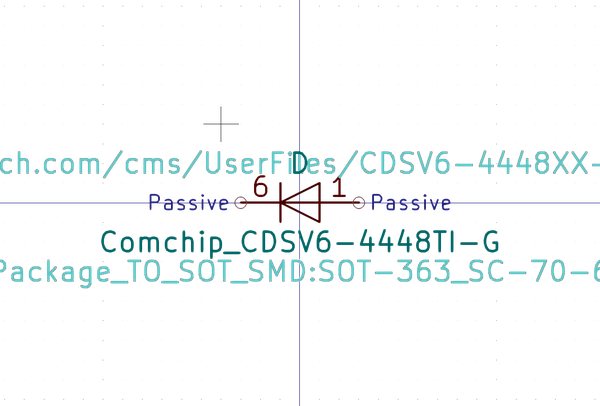 D
ch.com/cms/UserFiles/CDSV6-4448XX-
6 1
Passive Passive
Comchip_CDSV6-4448TI-G
Package_TO_SOT_SMD:SOT-363_SC-70-6